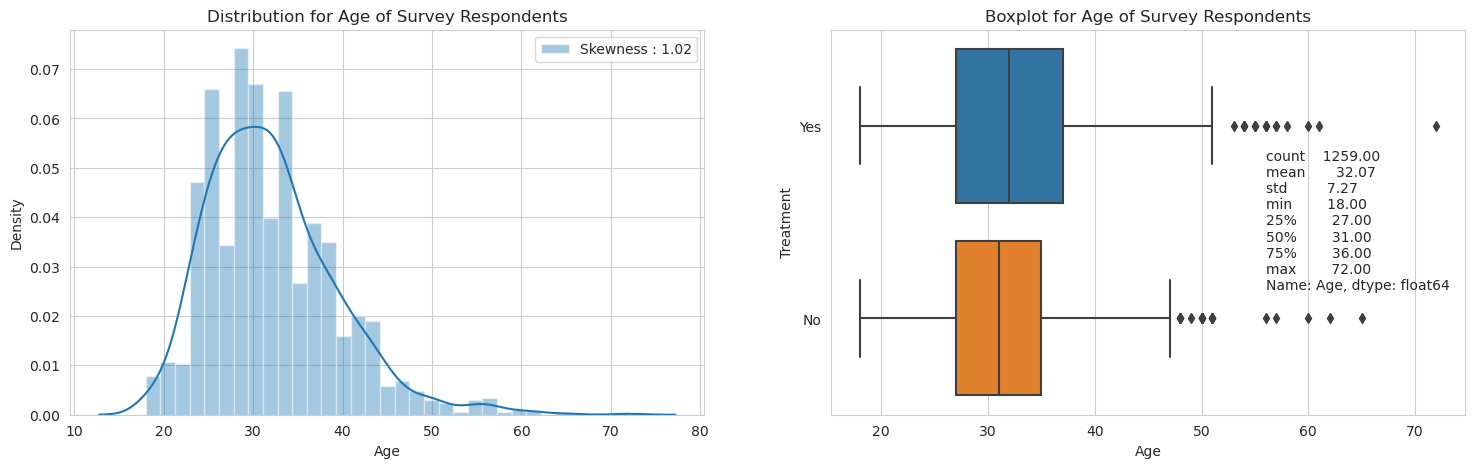 Distribution for Age of Survey Respondents
Skewness : 1.02
Density
0.07
0.06
0.05
0.04
0.03
0.02
0.01
0.00
10 20 30 40 50 60 70 80
Age
Boxplot for Age of Survey Respondents
Treatment
Yes
No
count 1259.00
mean 32.07
std 7.27
min 18.00
25% 27.00
50% 31.00
75% 36.00
max 72.00
Name: Age, dtype: float64
20 30 40 50 60 70
Age